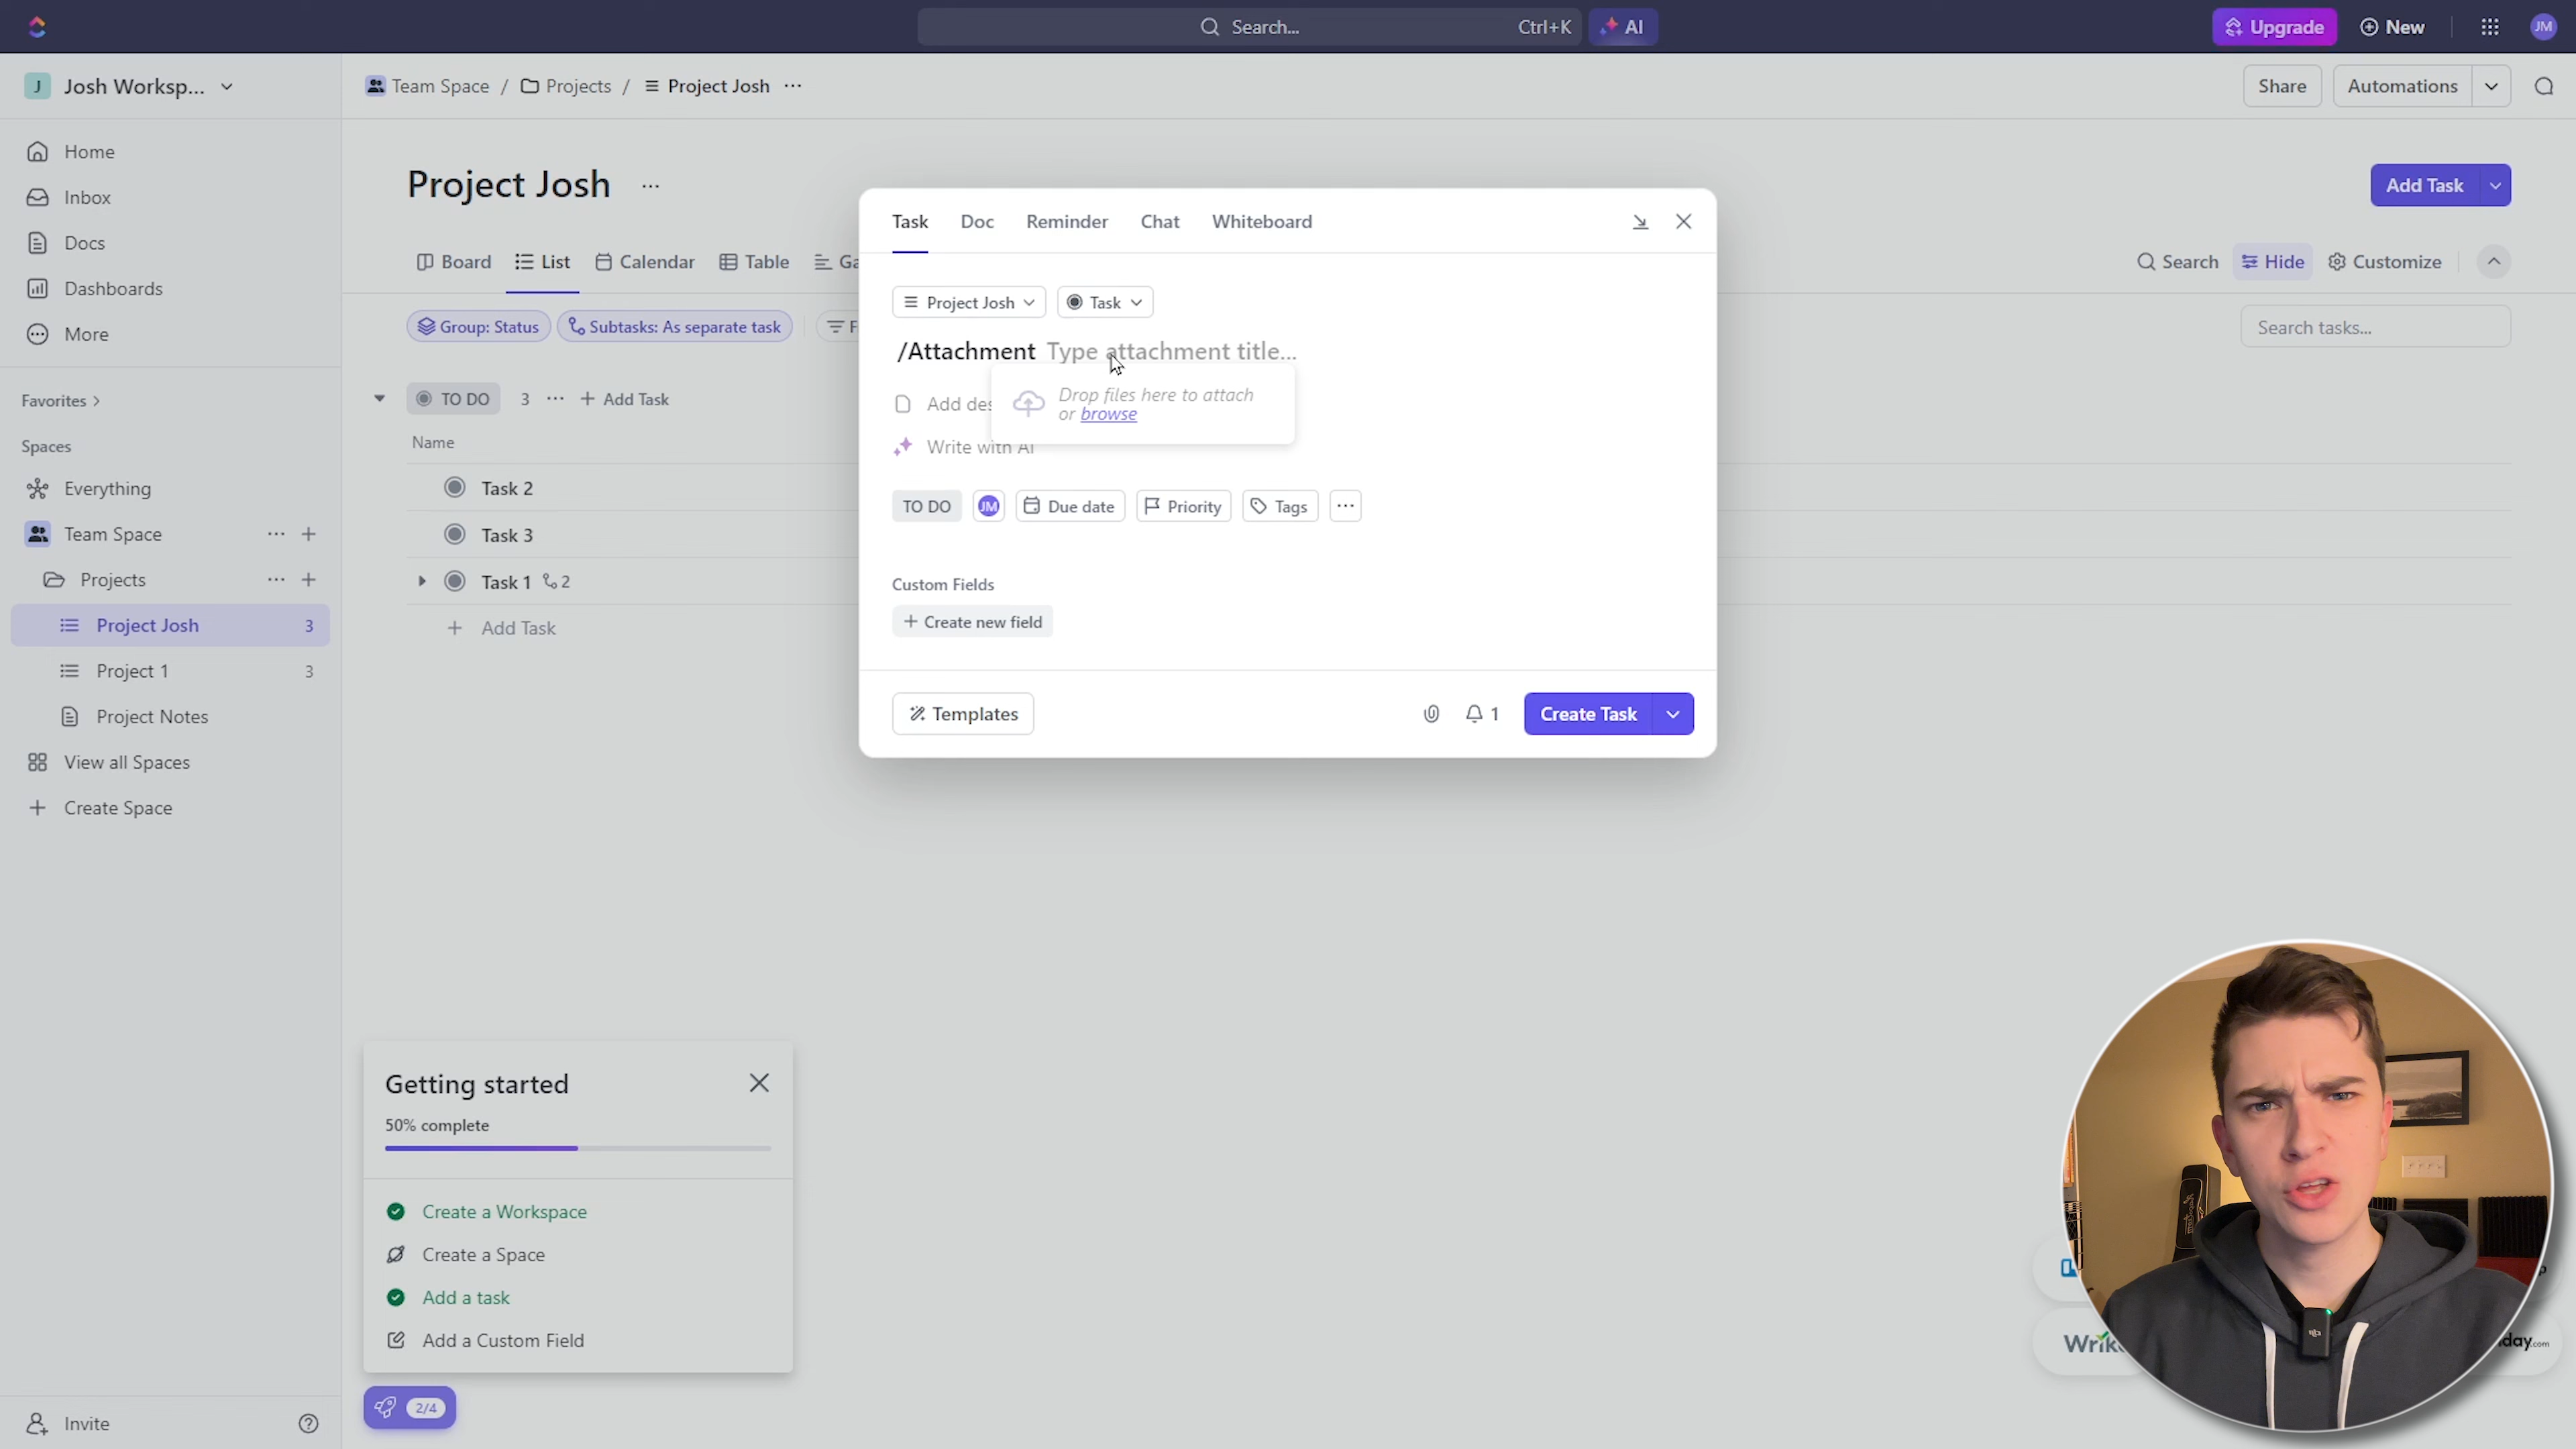 Search... Ctrl+K AI Upgrade New JM
J Josh Worksp... Team Space / Projects / Project Josh Share Automations
Home
Inbox
Docs
Dashboards
More
Favorites
Spaces
Everything
Team Space
Projects
Project Josh 3
Project 1 3
Project Notes
View all Spaces
Create Space
Invite
Project Josh
Add Task
Board List Calendar Table Ga
Search Hide Customize
Group: Status Subtasks: As separate task F
Search tasks...
TO DO 3 Add Task
Name
Task 2
Task 3
Task 1 2
Add Task
Task Doc Reminder Chat Whiteboard
Project Josh Task
/Attachment Type attachment title...
Drop files here to attach
or browse
Add des
Write with AI
TO DO JM Due date Priority Tags
Custom Fields
+ Create new field
Templates 1 Create Task
Getting started
50% complete
Create a Workspace
Create a Space
Add a task
Add a Custom Field
2/4
Wrike
day.com